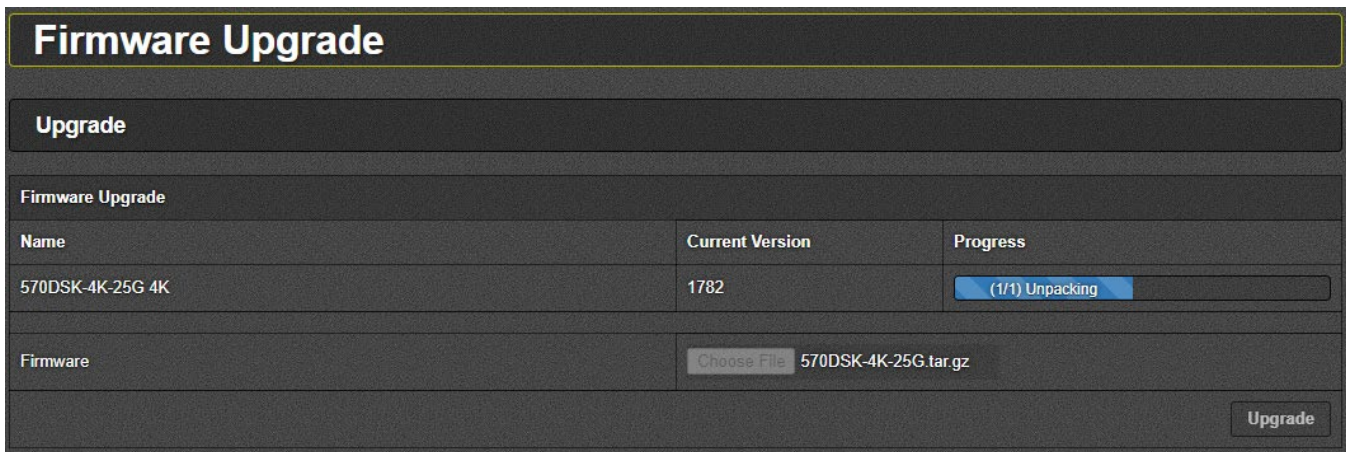 Firmware Upgrade
Upgrade
Firmware Upgrade
Name Current Version Progress
570DSK-4K-25G 4K 1782 (1/1) Unpacking
Firmware Choose File 570DSK-4K-25G.tar.gz
Upgrade